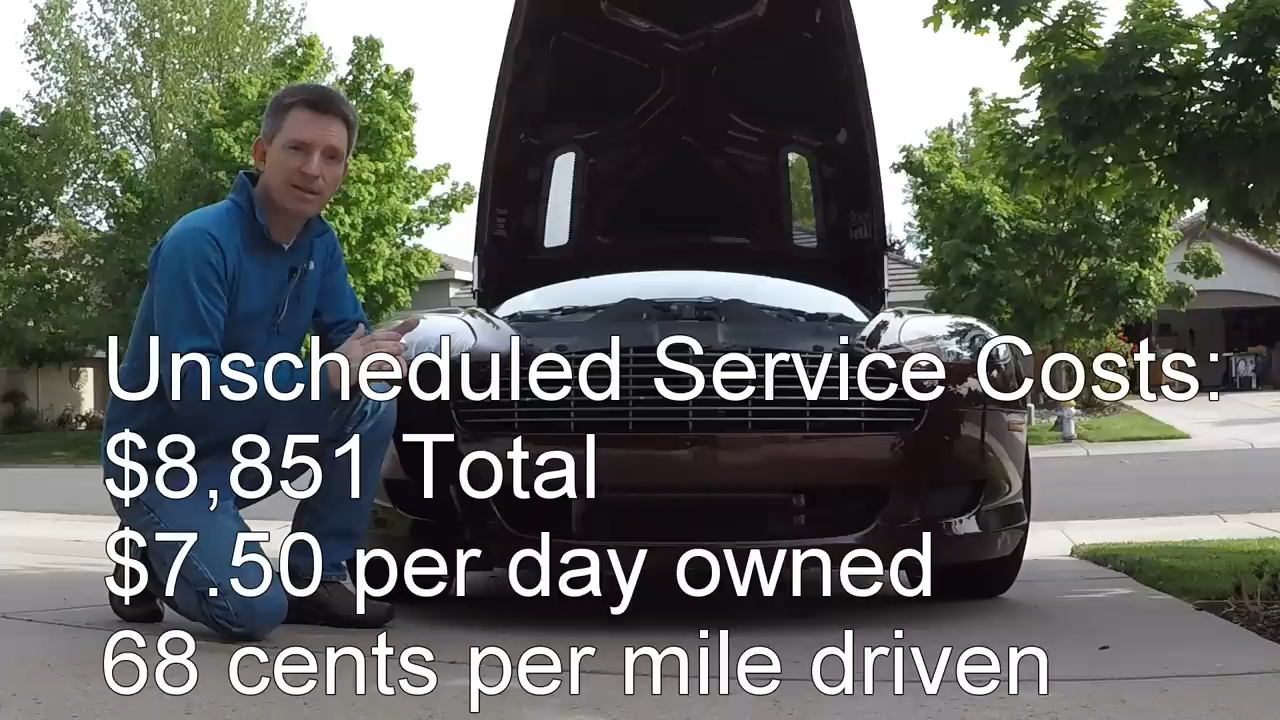 Unscheduled Service Costs:
$8,851 Total
$7.50 per day owned
68 cents per mile driven